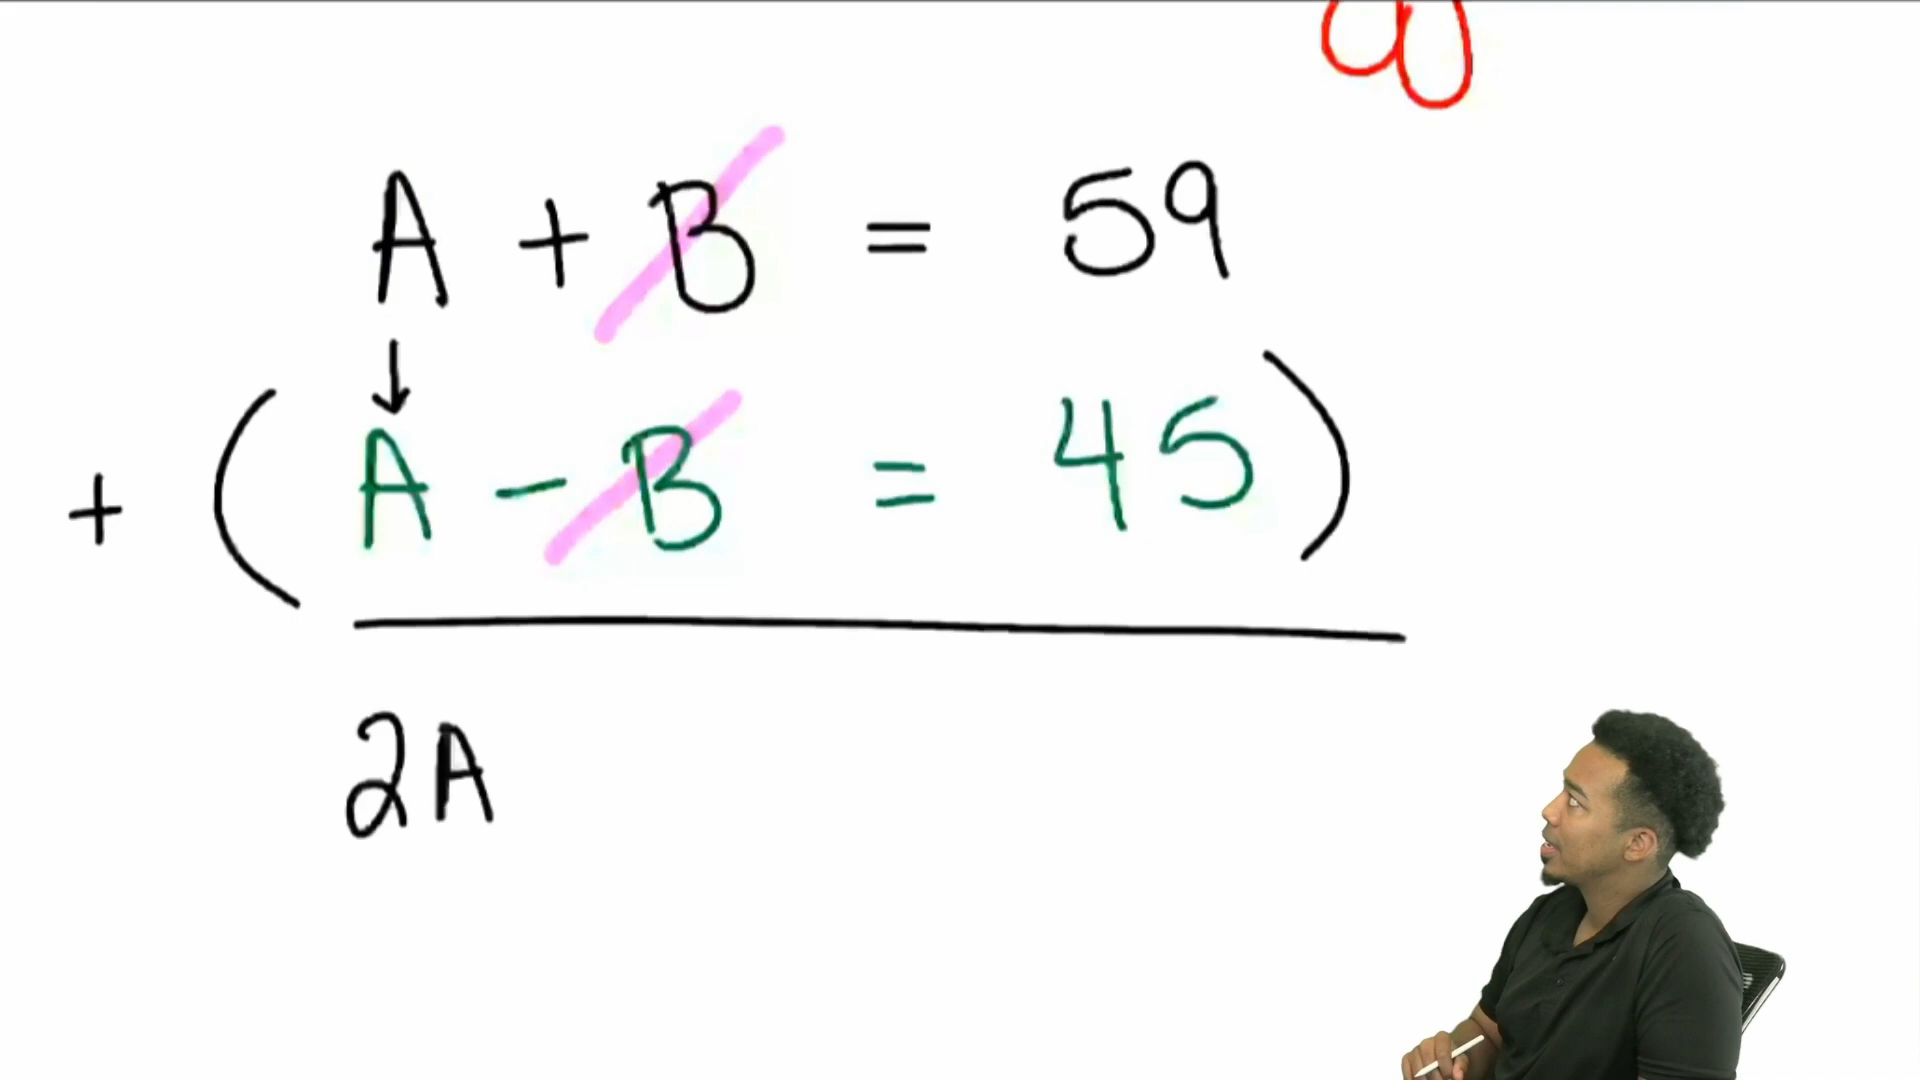 A + B = 59
+ ( A - B = 45 )
2A